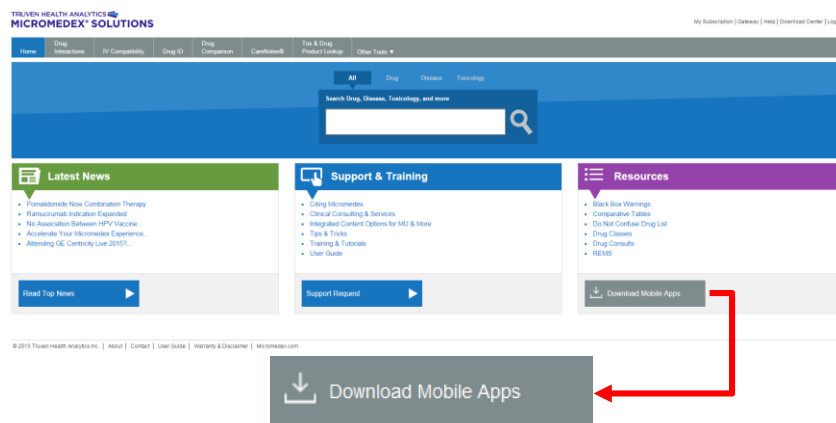 TRUVEN HEALTH ANALYTICS
MICROMEDEX® SOLUTIONS
My Subscription | Gateway | Help | Download Center | Log
Home
Drug Interactions
IV Compatibility
Drug ID
Drug Comparison
CareNotes®
Tox & Drug Product Lookup
Other Tools ▼
All Drug Disease Toxicology
Search Drug, Disease, Toxicology, and more
Latest News
• Pomalidomide Now Combination Therapy
• Ramucirumab Indication Expanded
• No Association Between HPV Vaccine...
• Accelerate Your Micromedex Experience...
• Attending GE Centricity Live 2015?...
Read Top News
Support & Training
• Citing Micromedex
• Clinical Consulting & Services
• Integrated Content Options for MU & More
• Tips & Tricks
• Training & Tutorials
• User Guide
Support Request
Resources
• Black Box Warnings
• Comparative Tables
• Do Not Confuse Drug List
• Drug Classes
• Drug Consults
• REMS
Download Mobile Apps
© 2015 Truven Health Analytics Inc. | About | Contact | User Guide | Warranty & Disclaimer | Micromedex.com
Download Mobile Apps